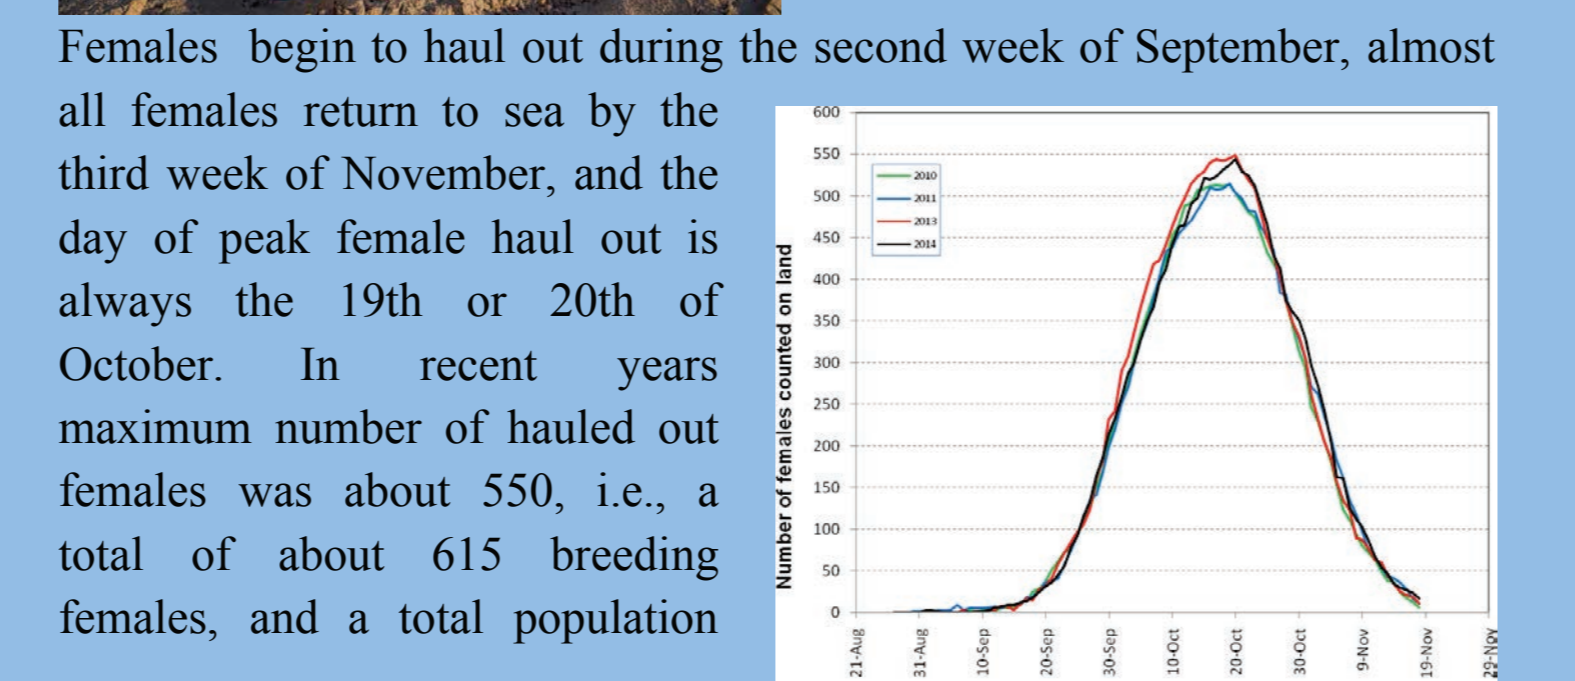 Females begin to haul out during the second week of September, almost
all females return to sea by the
third week of November, and the
day of peak female haul out is
always the 19th or 20th of
October. In recent years
maximum number of hauled out
females was about 550, i.e., a
total of about 615 breeding
females, and a total population
Number of females counted on land
600
550
500
450
400
350
300
250
200
150
100
50
0
2010
2011
2013
2014
21-Aug
31-Aug
10-Sep
20-Sep
30-Sep
10-Oct
20-Oct
30-Oct
9-Nov
19-Nov
29-Nov